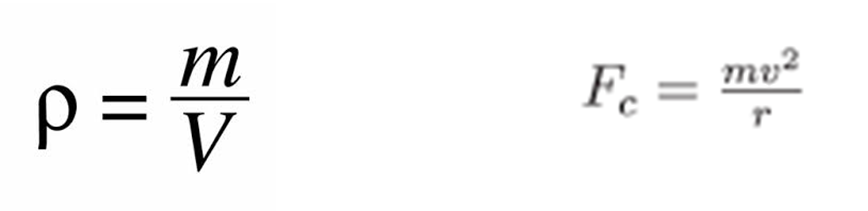 ρ = m/V
F_c = mv²/r